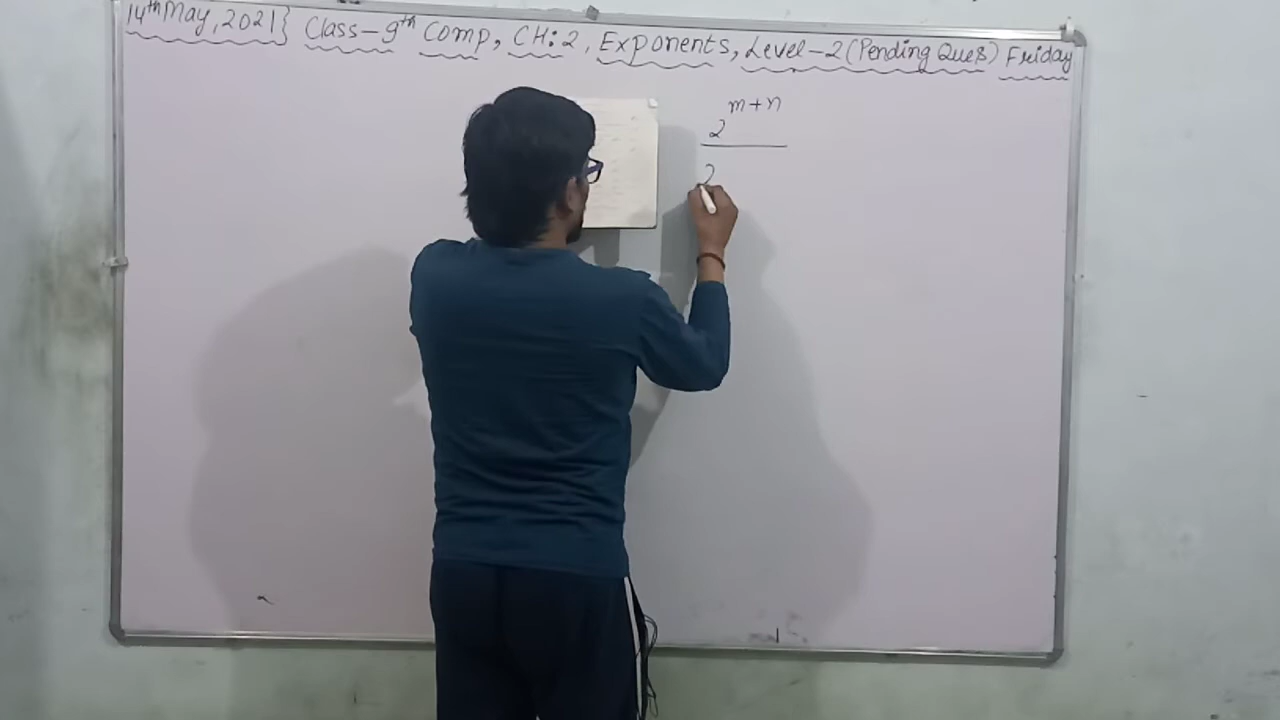 14th May, 2021} Class-9th Comp, CH:2, Exponents, Level-2 (Pending Ques) Friday
2^{m+n}
2